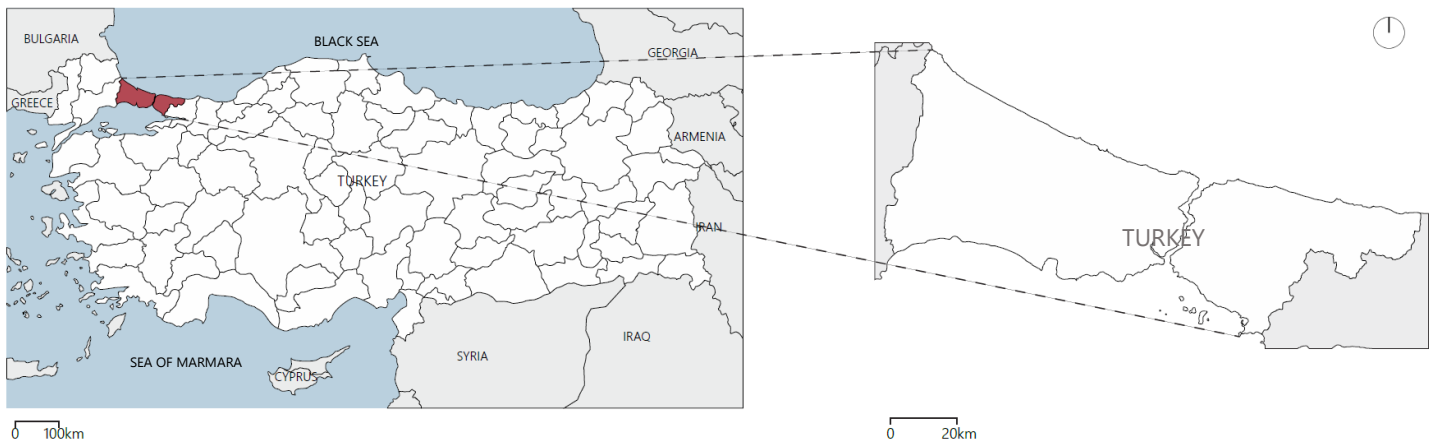 BULGARIA
BLACK SEA
GEORGIA
GREECE
ARMENIA
TURKEY
IRAN
IRAQ
SYRIA
SEA OF MARMARA
CYPRUS
0 100km
TURKEY
0 20km